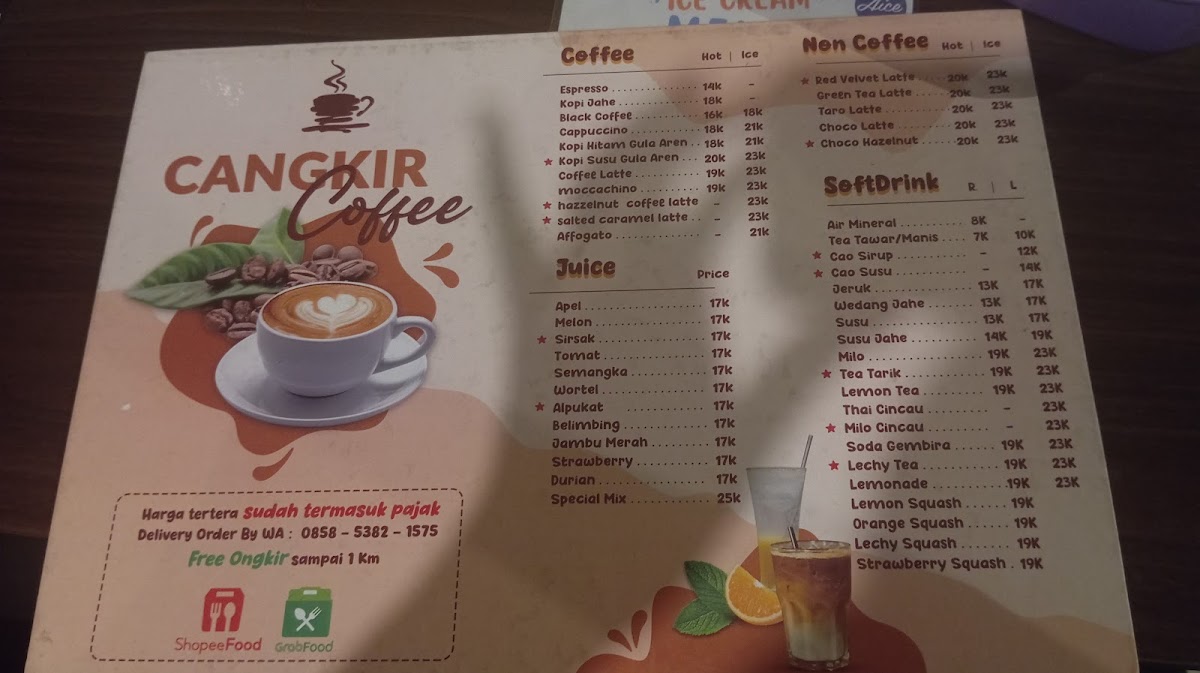 ICE CREAM
Aice
CANGKIR
Coffee
Harga tertera sudah termasuk pajak
Delivery Order By WA : 0858 - 5382 - 1575
Free Ongkir sampai 1 Km
ShopeeFood GrabFood
Coffee Hot | Ice
Espresso 14k -
Kopi Jahe 18k -
Black Coffee 16k 18k
Cappuccino 18k 21k
Kopi Hitam Gula Aren 18k 21k
Kopi Susu Gula Aren 20k 23k
Coffee Latte 19k 23k
moccachino 19k 23k
hazzelnut coffee latte - 23k
salted caramel latte - 23k
Affogato - 21k
Juice Price
Apel 17k
Melon 17k
Sirsak 17k
Tomat 17k
Semangka 17k
Wortel 17k
Alpukat 17k
Belimbing 17k
Jambu Merah 17k
Strawberry 17k
Durian 17k
Special Mix 25k
Non Coffee Hot | Ice
Red Velvet Latte 20k 23k
Green Tea Latte 20k 23k
Taro Latte 20k 23k
Choco Latte 20k 23k
Choco Hazelnut 20k 23k
SoftDrink R | L
Air Mineral 8K -
Tea Tawar/Manis 7K 10K
Cao Sirup - 12K
Cao Susu - 14K
Jeruk 13K 17K
Wedang Jahe 13K 17K
Susu 13K 17K
Susu Jahe 14K 19K
Milo 19K 23K
Tea Tarik 19K 23K
Lemon Tea 19K 23K
Thai Cincau - 23K
Milo Cincau - 23K
Soda Gembira 19K 23K
Lechy Tea 19K 23K
Lemonade 19K 23K
Lemon Squash 19K
Orange Squash 19K
Lechy Squash 19K
Strawberry Squash 19K